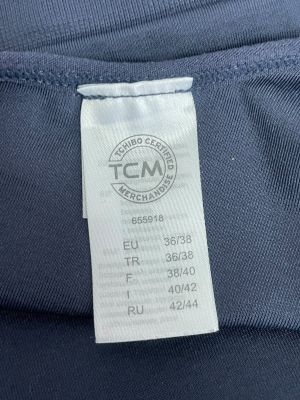 TCHIBO CERTIFIED
TCM
MERCHANDISE
655918
EU 36/38
TR 36/38
F 38/40
I 40/42
RU 42/44